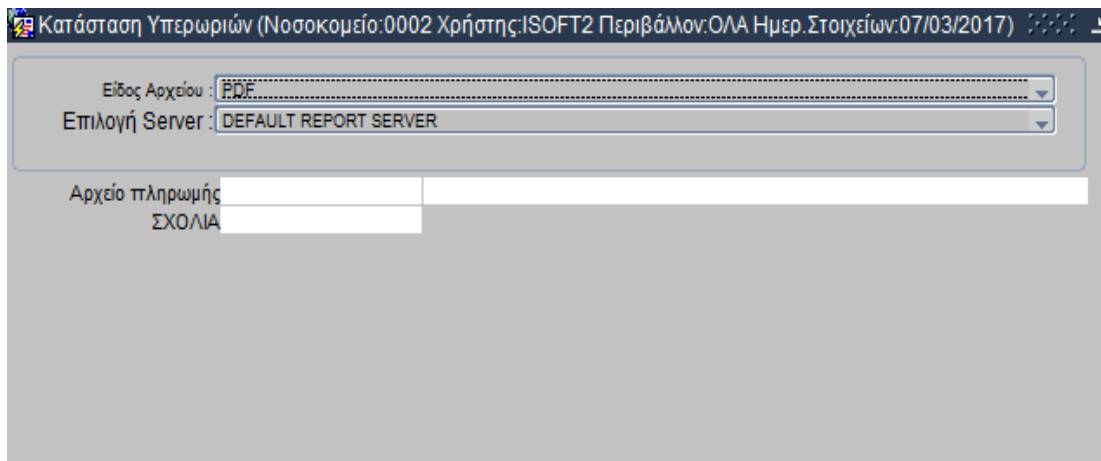 Κατάσταση Υπερωριών (Νοσοκομείο:0002 Χρήστης:ISOFT2 Περιβάλλον:ΟΛΑ Ημερ.Στοιχείων:07/03/2017)
Είδος Αρχείου : PDF
Επιλογή Server : DEFAULT REPORT SERVER
Αρχείο πληρωμής
ΣΧΟΛΙΑ